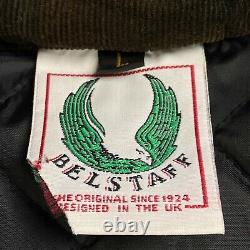 BELSTAFF
THE ORIGINAL SINCE 1924
DESIGNED IN THE UK